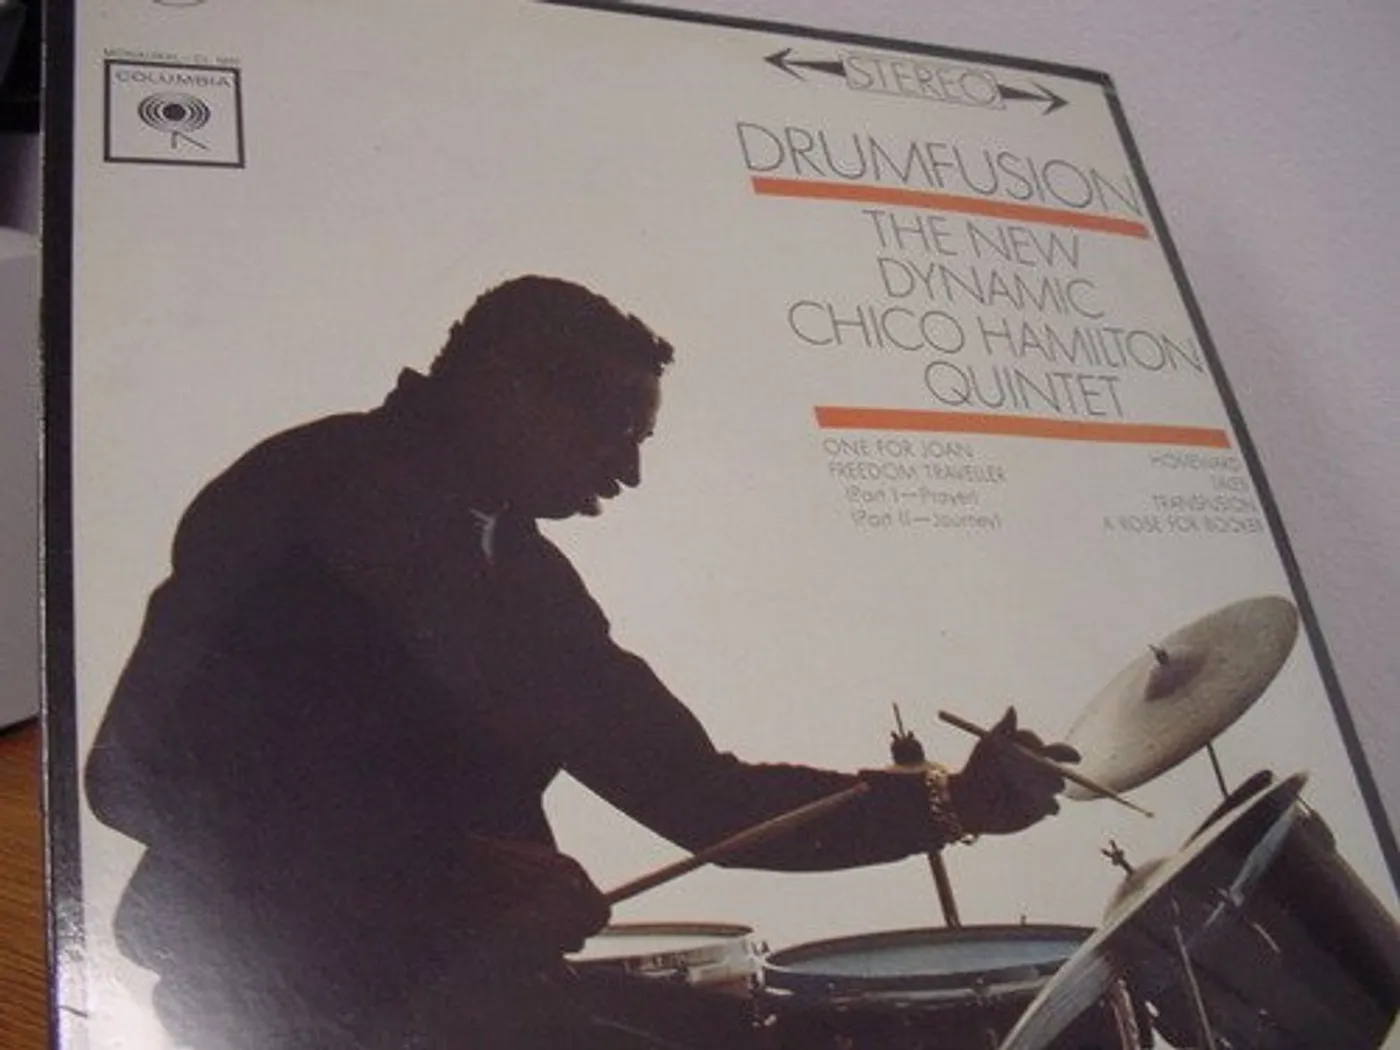 COLUMBIA
STEREO
DRUMFUSION
THE NEW
DYNAMIC
CHICO HAMILTON
QUINTET
ONE FOR JOAN
FREEDOM TRAVELLER
(Part I—Prayer)
(Part II—Journey)
HOMEWARD
TALES
TRANSFUSION
A ROSE FOR BOOKER